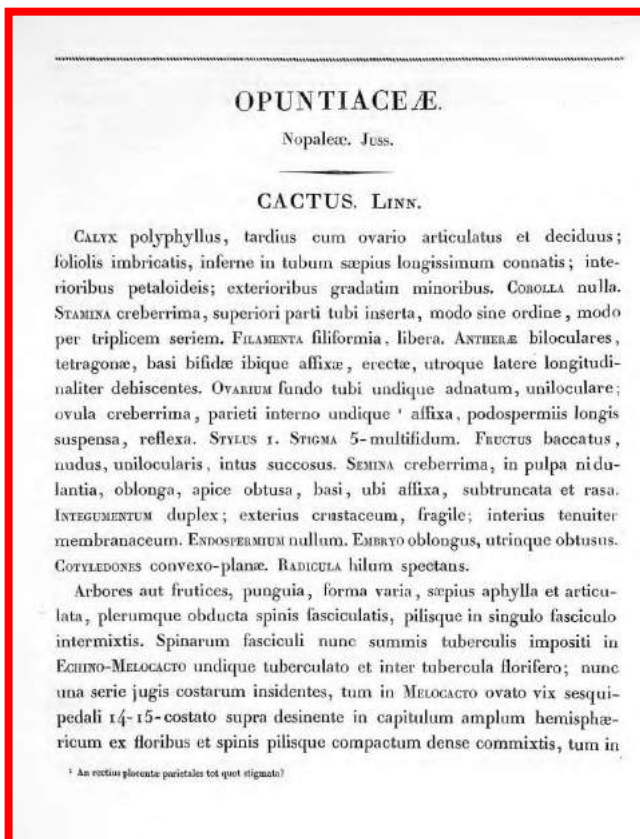 OPUNTIACEÆ.
Nopaleæ. Juss.
CACTUS. Linn.
Calyx polyphyllus, tardius cum ovario articulatus et deciduus;
foliolis imbricatis, inferne in tubum sæpius longissimum connatis; inte-
rioribus petaloideis; exterioribus gradatim minoribus. Corolla nulla.
Stamina creberrima, superiori parti tubi inserta, modo sine ordine, modo
per triplicem seriem. Filamenta filiformia, libera. Antheræ biloculares,
tetragonæ, basi bifidæ ibique affixæ, erectæ, utroque latere longitudi-
naliter debiscentes. Ovarium fundo tubi undique adnatum, uniloculare;
ovula creberrima, parieti interno undique ¹ affixa, podospermiis longis
suspensa, reflexa. Stylus 1. Stigma 5-multifidum. Fructus baccatus,
nudus, unilocularis, intus succosus. Semina creberrima, in pulpa nidu-
lantia, oblonga, apice obtusa, basi, ubi affixa, subtruncata et rasa.
Integumentum duplex; exterius crustaceum, fragile; interius tenuiter
membranaceum. Endospermium nullum. Embryo oblongus, utrinque obtusus.
Cotyledones convexo-planæ. Radicula hilum spectans.
Arbores aut frutices, punguia, forma varia, sæpius aphylla et articu-
lata, plerumque obducta spinis fasciculatis, pilisque in singulo fasciculo
intermixtis. Spinarum fasciculi nunc summis tuberculis impositi in
Echino-Melocacto undique tuberculato et inter tubercula florifero; nunc
una serie jugis costarum insidentes, tum in Melocacto ovato vix sesqui-
pedali 14-15-costato supra desinente in capitulum amplum hemisphæ-
ricum ex floribus et spinis pilisque compactum dense commixtis, tum in
¹ An rectius placentæ parietales tot quot stigmata?